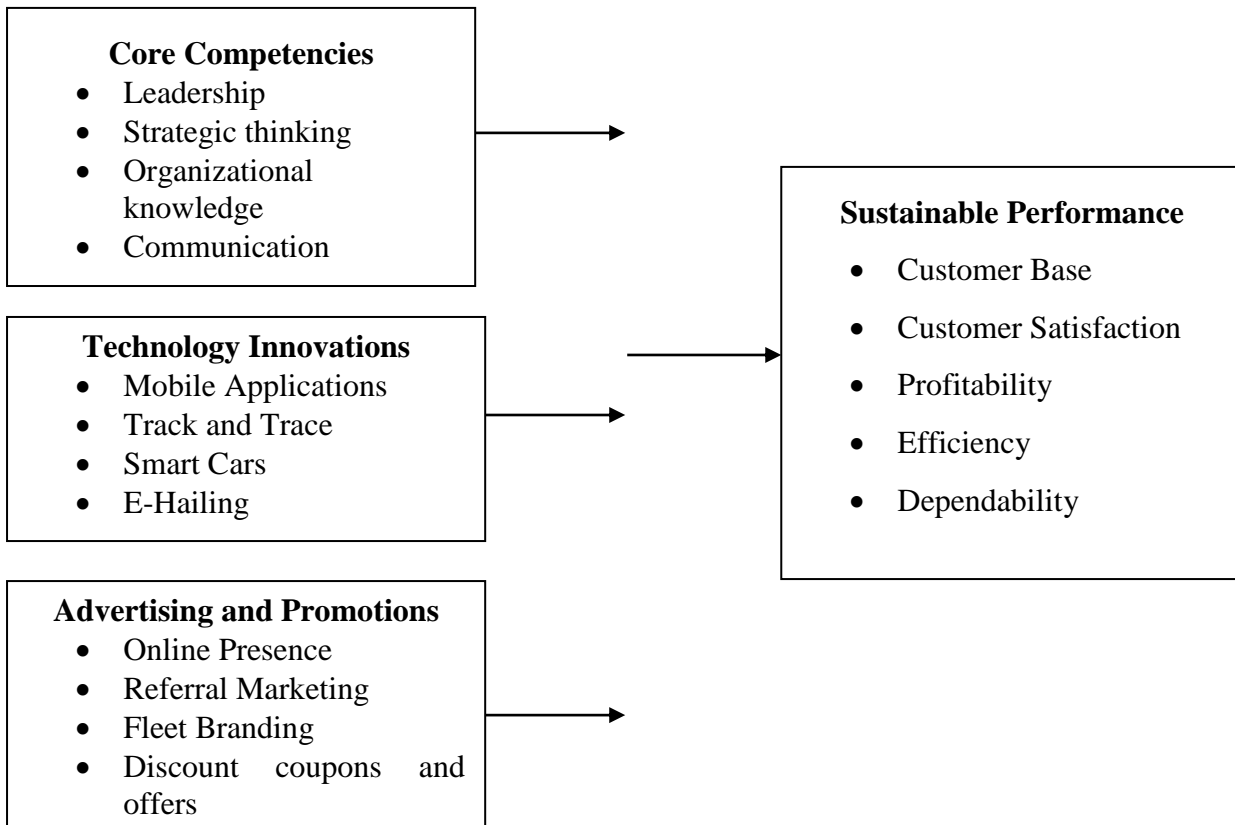 Core Competencies
• Leadership
• Strategic thinking
• Organizational
knowledge
• Communication
Technology Innovations
• Mobile Applications
• Track and Trace
• Smart Cars
• E-Hailing
Advertising and Promotions
• Online Presence
• Referral Marketing
• Fleet Branding
• Discount coupons and
offers
Sustainable Performance
• Customer Base
• Customer Satisfaction
• Profitability
• Efficiency
• Dependability